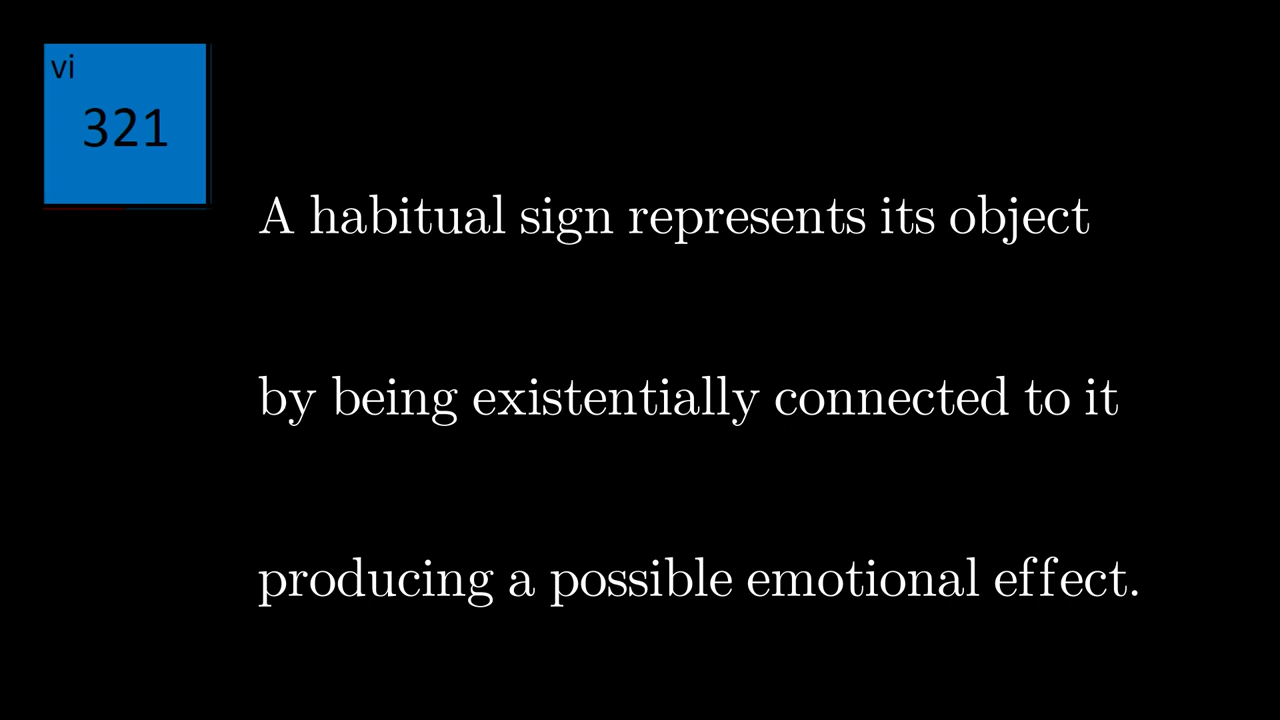 vi
321
A habitual sign represents its object
by being existentially connected to it
producing a possible emotional effect.